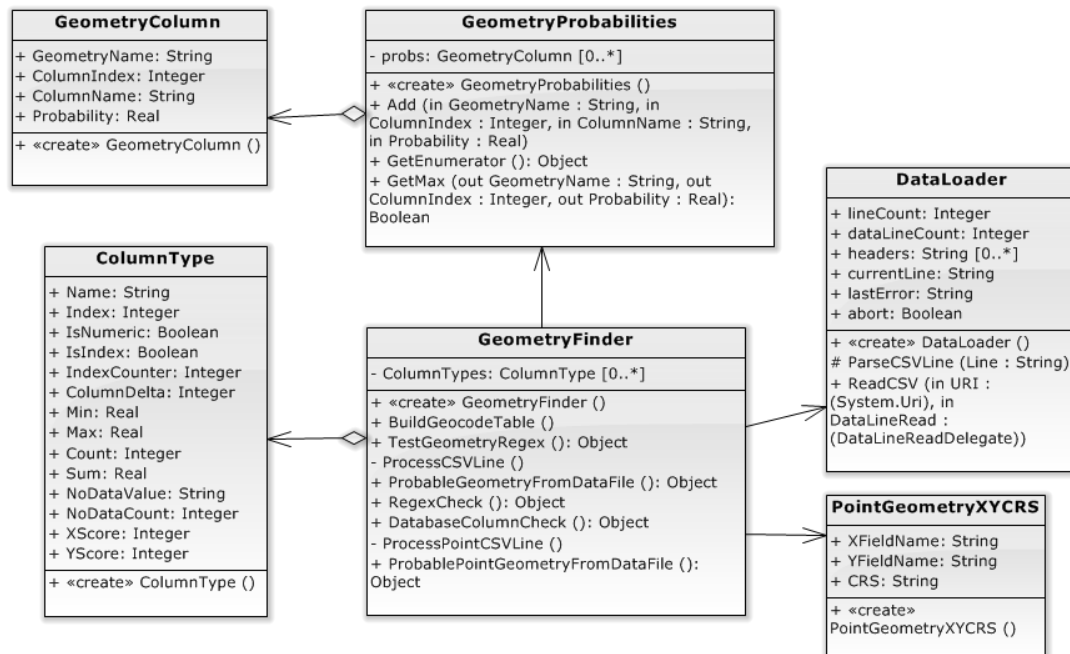 GeometryColumn
+ GeometryName: String
+ ColumnIndex: Integer
+ ColumnName: String
+ Probability: Real
+ «create» GeometryColumn ()
GeometryProbabilities
- probs: GeometryColumn [0..*]
+ «create» GeometryProbabilities ()
+ Add (in GeometryName : String, in
ColumnIndex : Integer, in ColumnName : String,
in Probability : Real)
+ GetEnumerator (): Object
+ GetMax (out GeometryName : String, out
ColumnIndex : Integer, out Probability : Real):
Boolean
DataLoader
+ lineCount: Integer
+ dataLineCount: Integer
+ headers: String [0..*]
+ currentLine: String
+ lastError: String
+ abort: Boolean
+ «create» DataLoader ()
# ParseCSVLine (Line : String)
+ ReadCSV (in URI :
(System.Uri), in
DataLineRead :
(DataLineReadDelegate))
ColumnType
+ Name: String
+ Index: Integer
+ IsNumeric: Boolean
+ IsIndex: Boolean
+ IndexCounter: Integer
+ ColumnDelta: Integer
+ Min: Real
+ Max: Real
+ Count: Integer
+ Sum: Real
+ NoDataValue: String
+ NoDataCount: Integer
+ XScore: Integer
+ YScore: Integer
+ «create» ColumnType ()
GeometryFinder
- ColumnTypes: ColumnType [0..*]
+ «create» GeometryFinder ()
+ BuildGeocodeTable ()
+ TestGeometryRegex (): Object
- ProcessCSVLine ()
+ ProbableGeometryFromDataFile (): Object
+ RegexCheck (): Object
+ DatabaseColumnCheck (): Object
- ProcessPointCSVLine ()
+ ProbablePointGeometryFromDataFile ():
Object
PointGeometryXYCRS
+ XFieldName: String
+ YFieldName: String
+ CRS: String
+ «create»
PointGeometryXYCRS ()